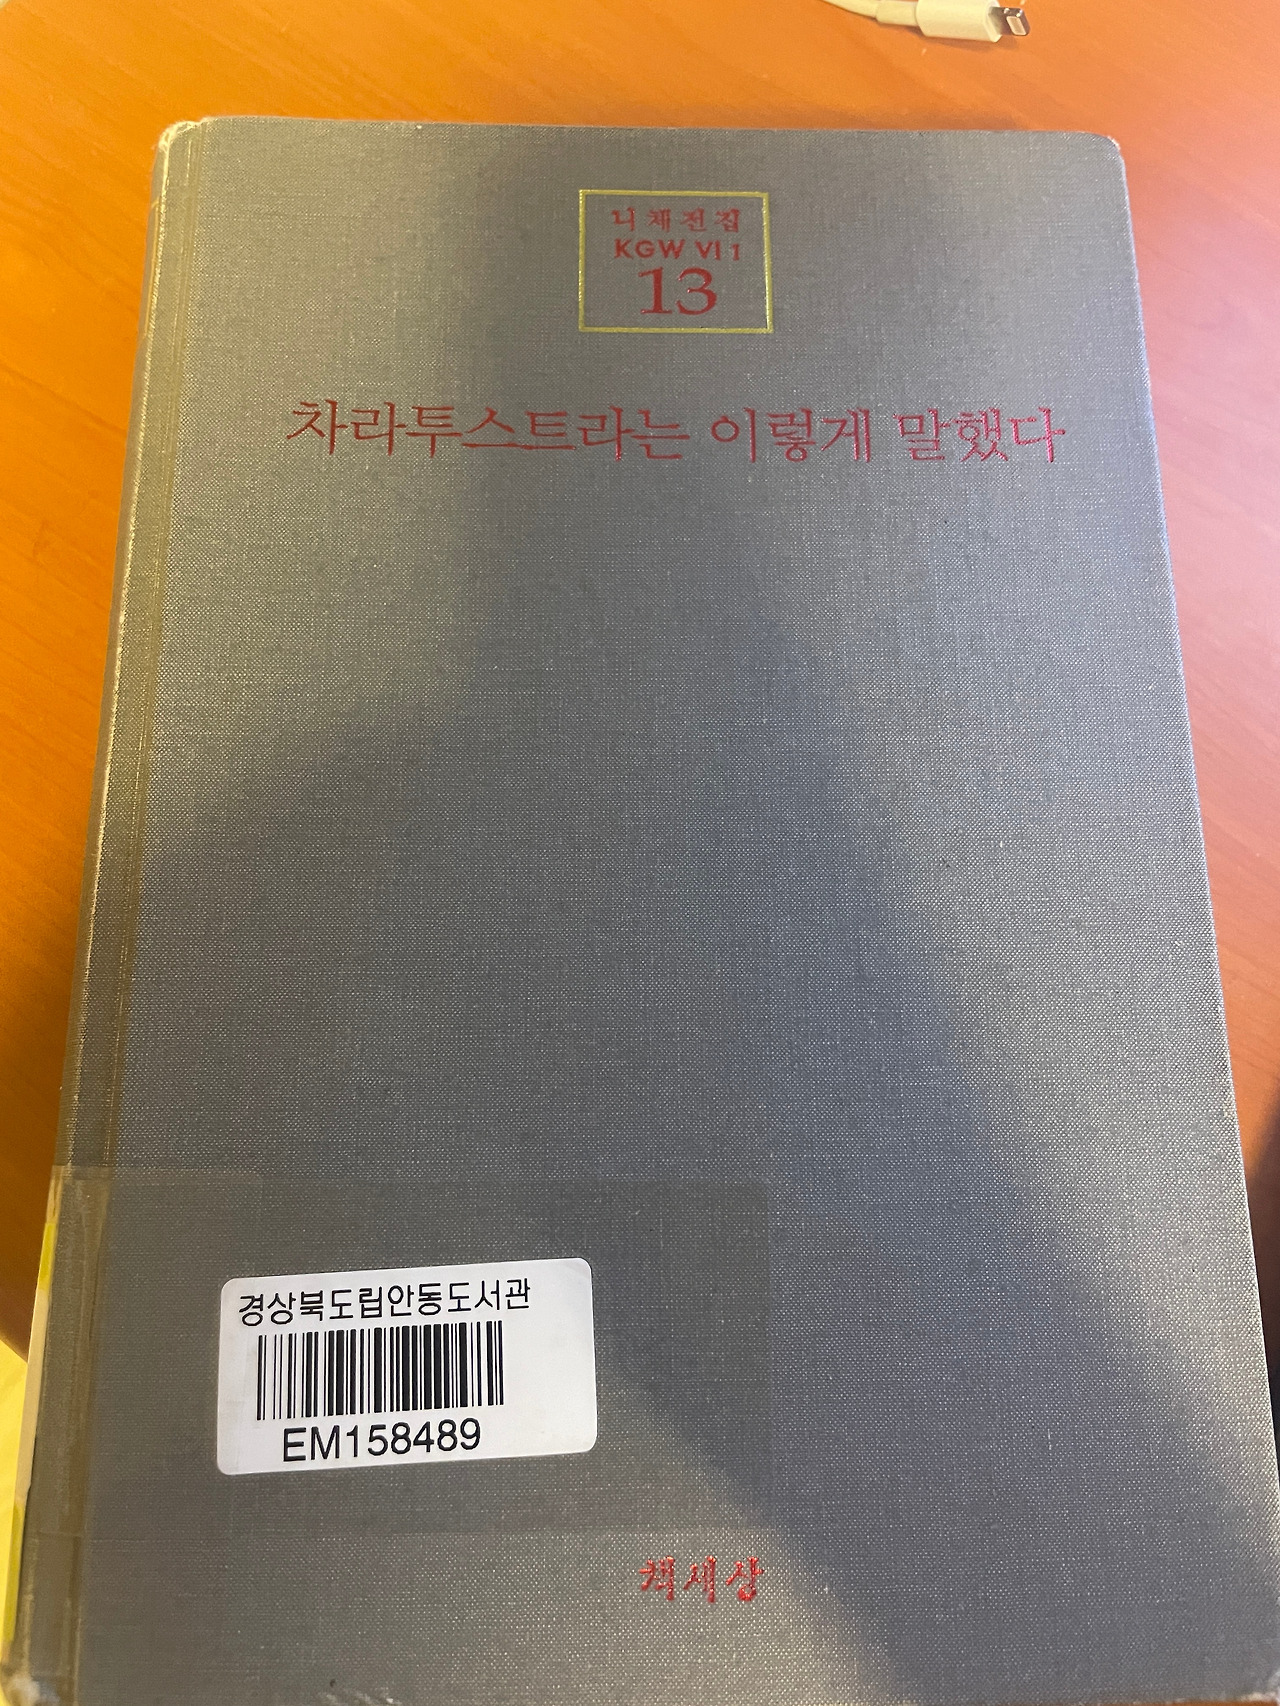 니체전집
KGW VI 1
13
차라투스트라는 이렇게 말했다
경상북도립안동도서관
EM158489
책세상